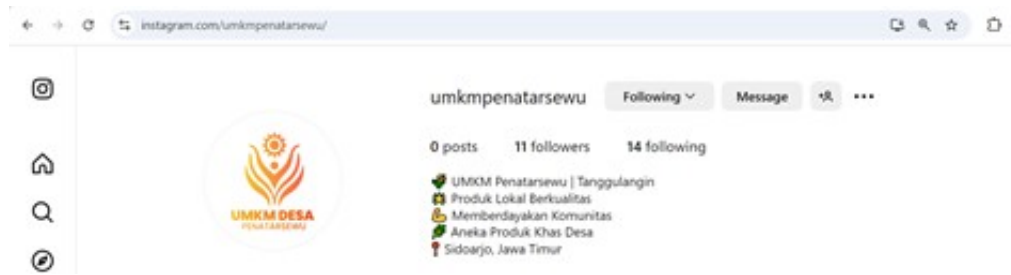 instagram.com/umkmpenatarsewu/
umkmpenatarsewu Following Message
0 posts 11 followers 14 following
UMKM Penatarsewu | Tanggulangin
Produk Lokal Berkualitas
Memberdayakan Komunitas
Aneka Produk Khas Desa
Sidoarjo, Jawa Timur
UMKM DESA
PENATARSEWU